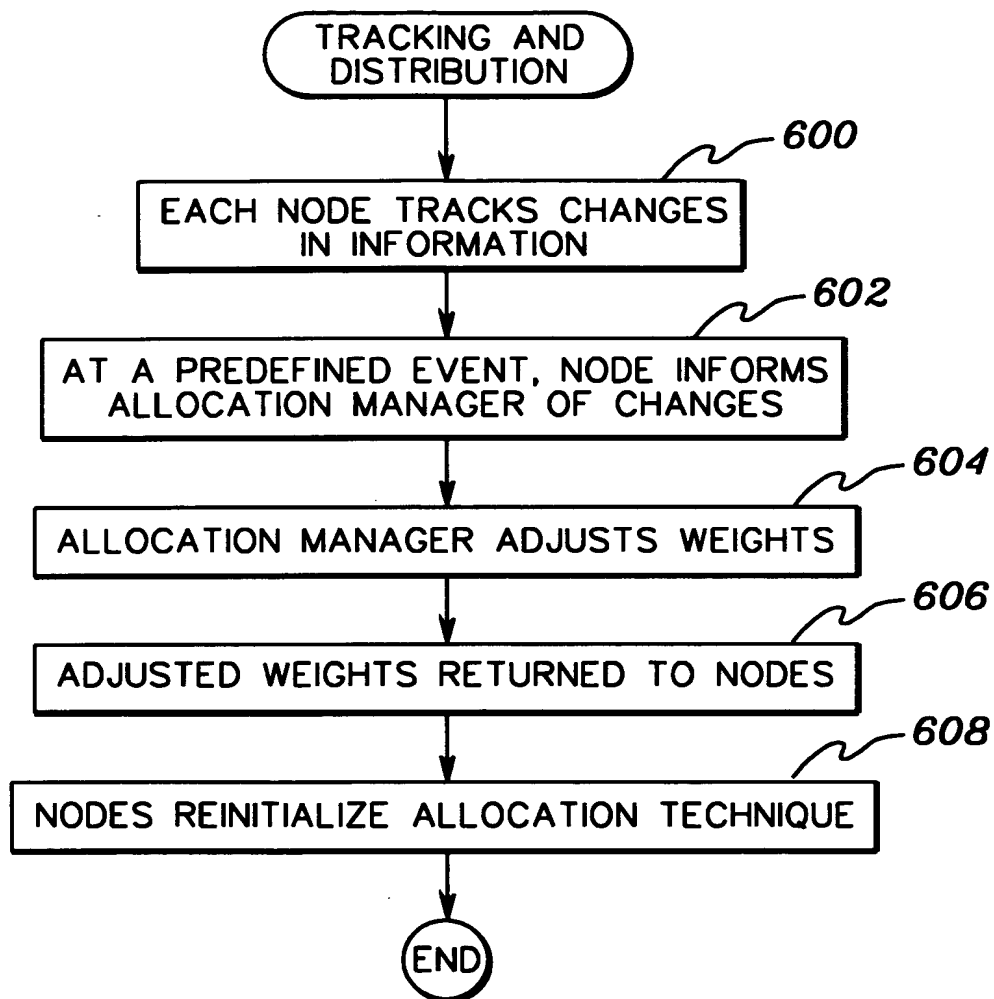 TRACKING AND
DISTRIBUTION
600
EACH NODE TRACKS CHANGES
IN INFORMATION
602
AT A PREDEFINED EVENT, NODE INFORMS
ALLOCATION MANAGER OF CHANGES
604
ALLOCATION MANAGER ADJUSTS WEIGHTS
606
ADJUSTED WEIGHTS RETURNED TO NODES
608
NODES REINITIALIZE ALLOCATION TECHNIQUE
END